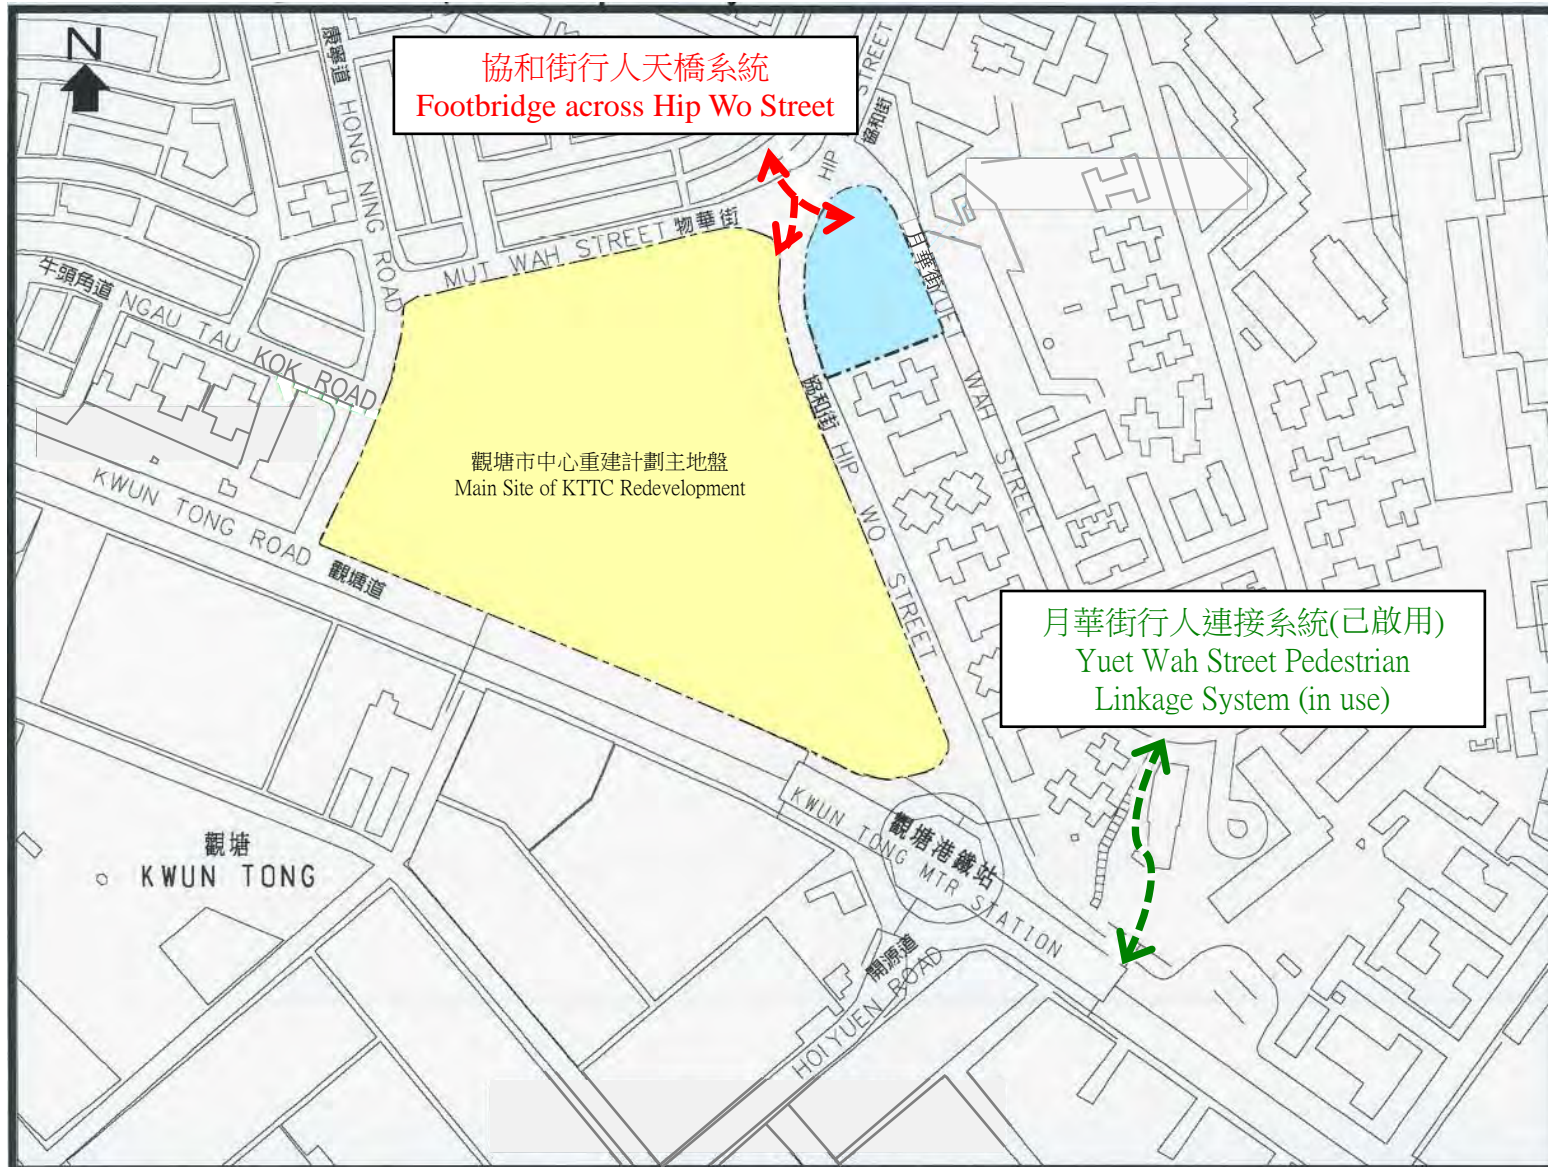 N
協和街行人天橋系統
Footbridge across Hip Wo Street
康寧道 HONG NING ROAD
HIP STREET
協和街
MUT WAH STREET 物華街
月華街
YUET WAH STREET
牛頭角道 NGAU TAU KOK ROAD
觀塘市中心重建計劃主地盤
Main Site of KTTC Redevelopment
協和街 HIP WO STREET
KWUN TONG ROAD 觀塘道
月華街行人連接系統(已啟用)
Yuet Wah Street Pedestrian
Linkage System (in use)
觀塘
KWUN TONG
觀塘港鐵站
KWUN TONG MTR STATION
開源道
HOI YUEN ROAD